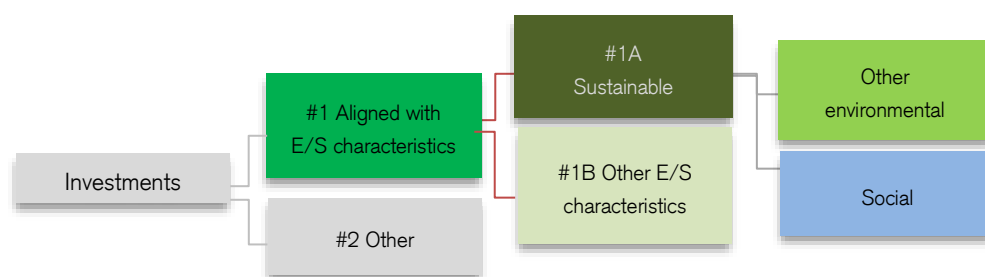 Investments
#1 Aligned with
E/S characteristics
#2 Other
#1A
Sustainable
#1B Other E/S
characteristics
Other
environmental
Social